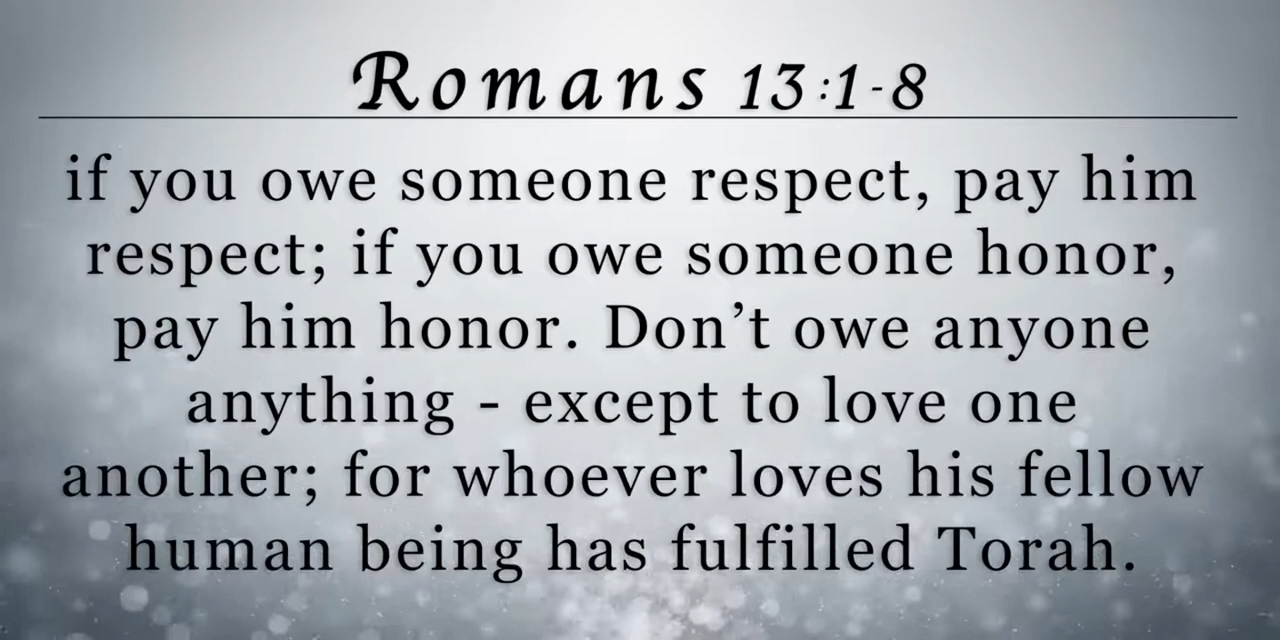 Romans 13:1-8
if you owe someone respect, pay him
respect; if you owe someone honor,
pay him honor. Don’t owe anyone
anything - except to love one
another; for whoever loves his fellow
human being has fulfilled Torah.